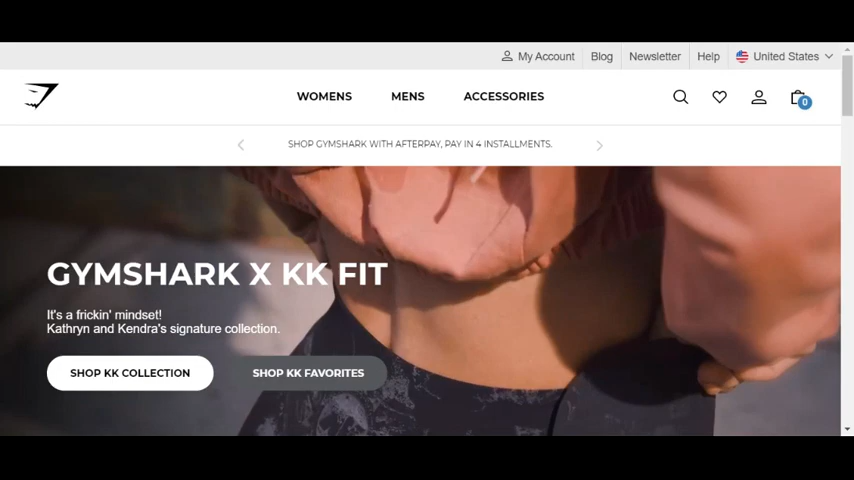 My Account Blog Newsletter Help United States
WOMENS MENS ACCESSORIES
0
SHOP GYMSHARK WITH AFTERPAY, PAY IN 4 INSTALLMENTS.
GYMSHARK X KK FIT
It's a frickin' mindset!
Kathryn and Kendra's signature collection.
SHOP KK COLLECTION SHOP KK FAVORITES